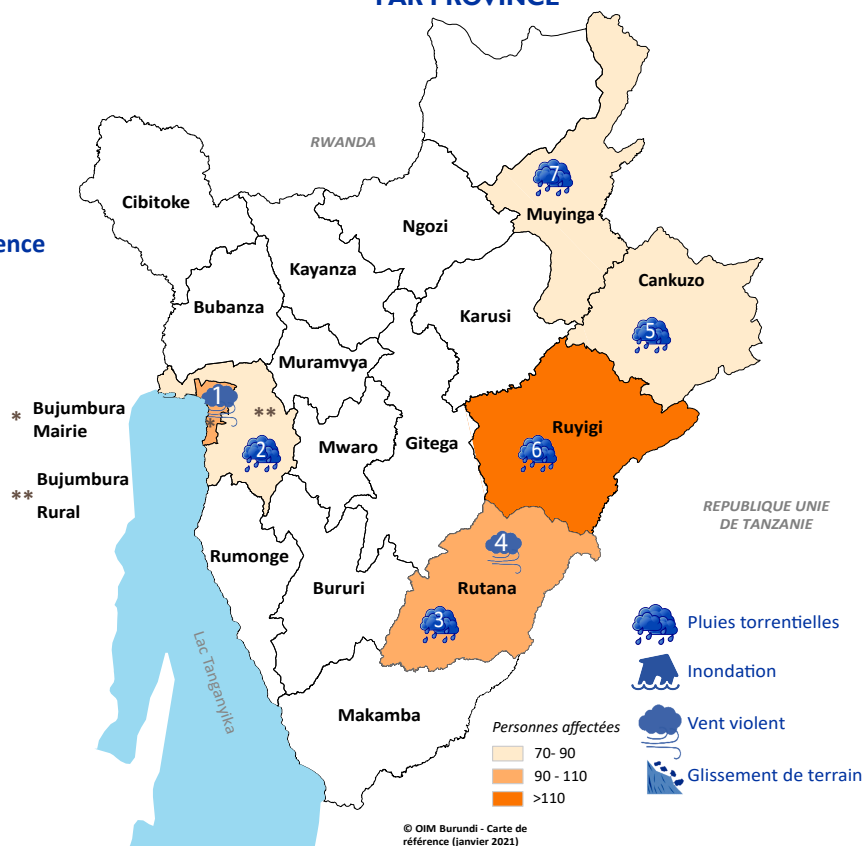 PAR PROVINCE
RWANDA
7
Cibitoke
Ngozi
Muyinga
ence
Kayanza
Cankuzo
Bubanza
Karusi
5
Muramvya
1
* Bujumbura
Mairie
**
*
Ruyigi
2
Mwaro
Gitega
6
** Bujumbura
Rural
REPUBLIQUE UNIE
DE TANZANIE
4
Rumonge
Bururi
Rutana
3
Pluies torrentielles
Lac Tanganyika
Inondation
Makamba
Personnes affectées
Vent violent
70- 90
90 - 110
Glissement de terrain
>110
© OIM Burundi - Carte de
référence (janvier 2021)